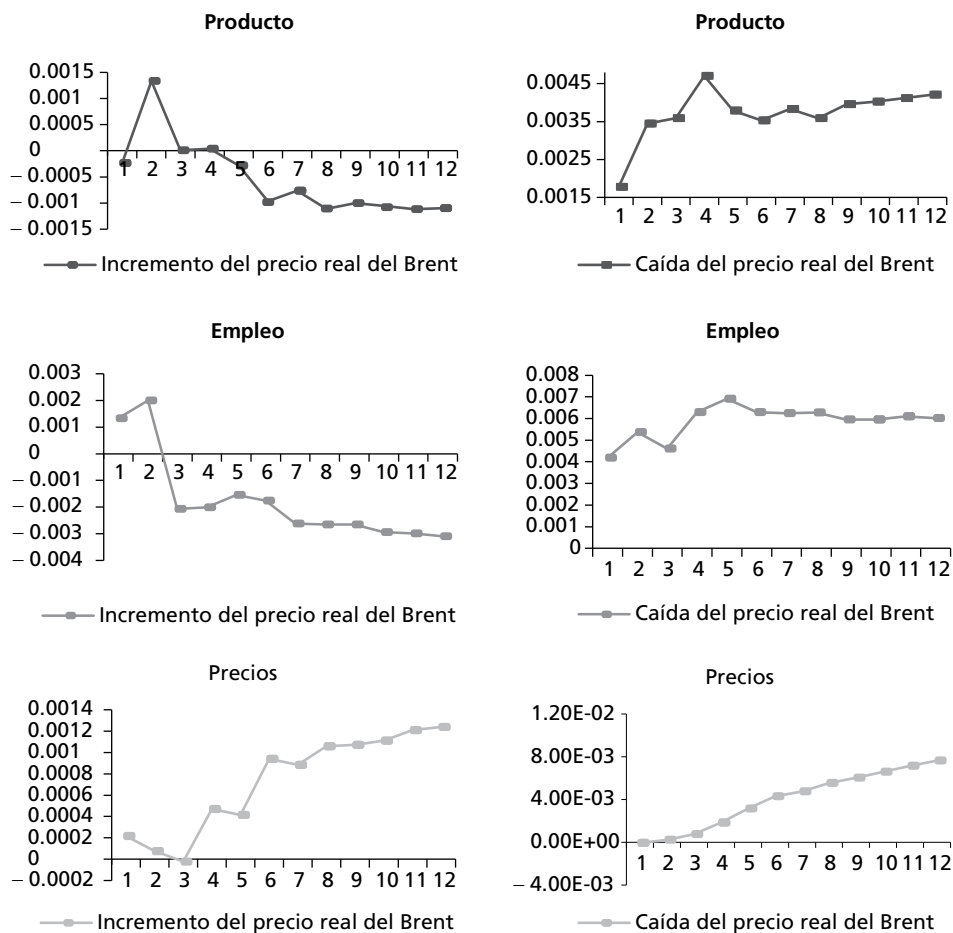 Producto
0.0015
0.001
0.0005
0
– 0.0005
– 0.001
– 0.0015
1 2 3 4 5 6 7 8 9 10 11 12
Incremento del precio real del Brent
Producto
0.0045
0.0035
0.0025
0.0015
1 2 3 4 5 6 7 8 9 10 11 12
Caída del precio real del Brent
Empleo
0.003
0.002
0.001
0
– 0.001
– 0.002
– 0.003
– 0.004
1 2 3 4 5 6 7 8 9 10 11 12
Incremento del precio real del Brent
Empleo
0.008
0.007
0.006
0.005
0.004
0.003
0.002
0.001
0
1 2 3 4 5 6 7 8 9 10 11 12
Caída del precio real del Brent
Precios
0.0014
0.0012
0.0001
0.0008
0.0006
0.0004
0.0002
0
– 0.0002
1 2 3 4 5 6 7 8 9 10 11 12
Incremento del precio real del Brent
Precios
1.20E-02
8.00E-03
4.00E-03
0.00E+00
– 4.00E-03
1 2 3 4 5 6 7 8 9 10 11 12
Caída del precio real del Brent